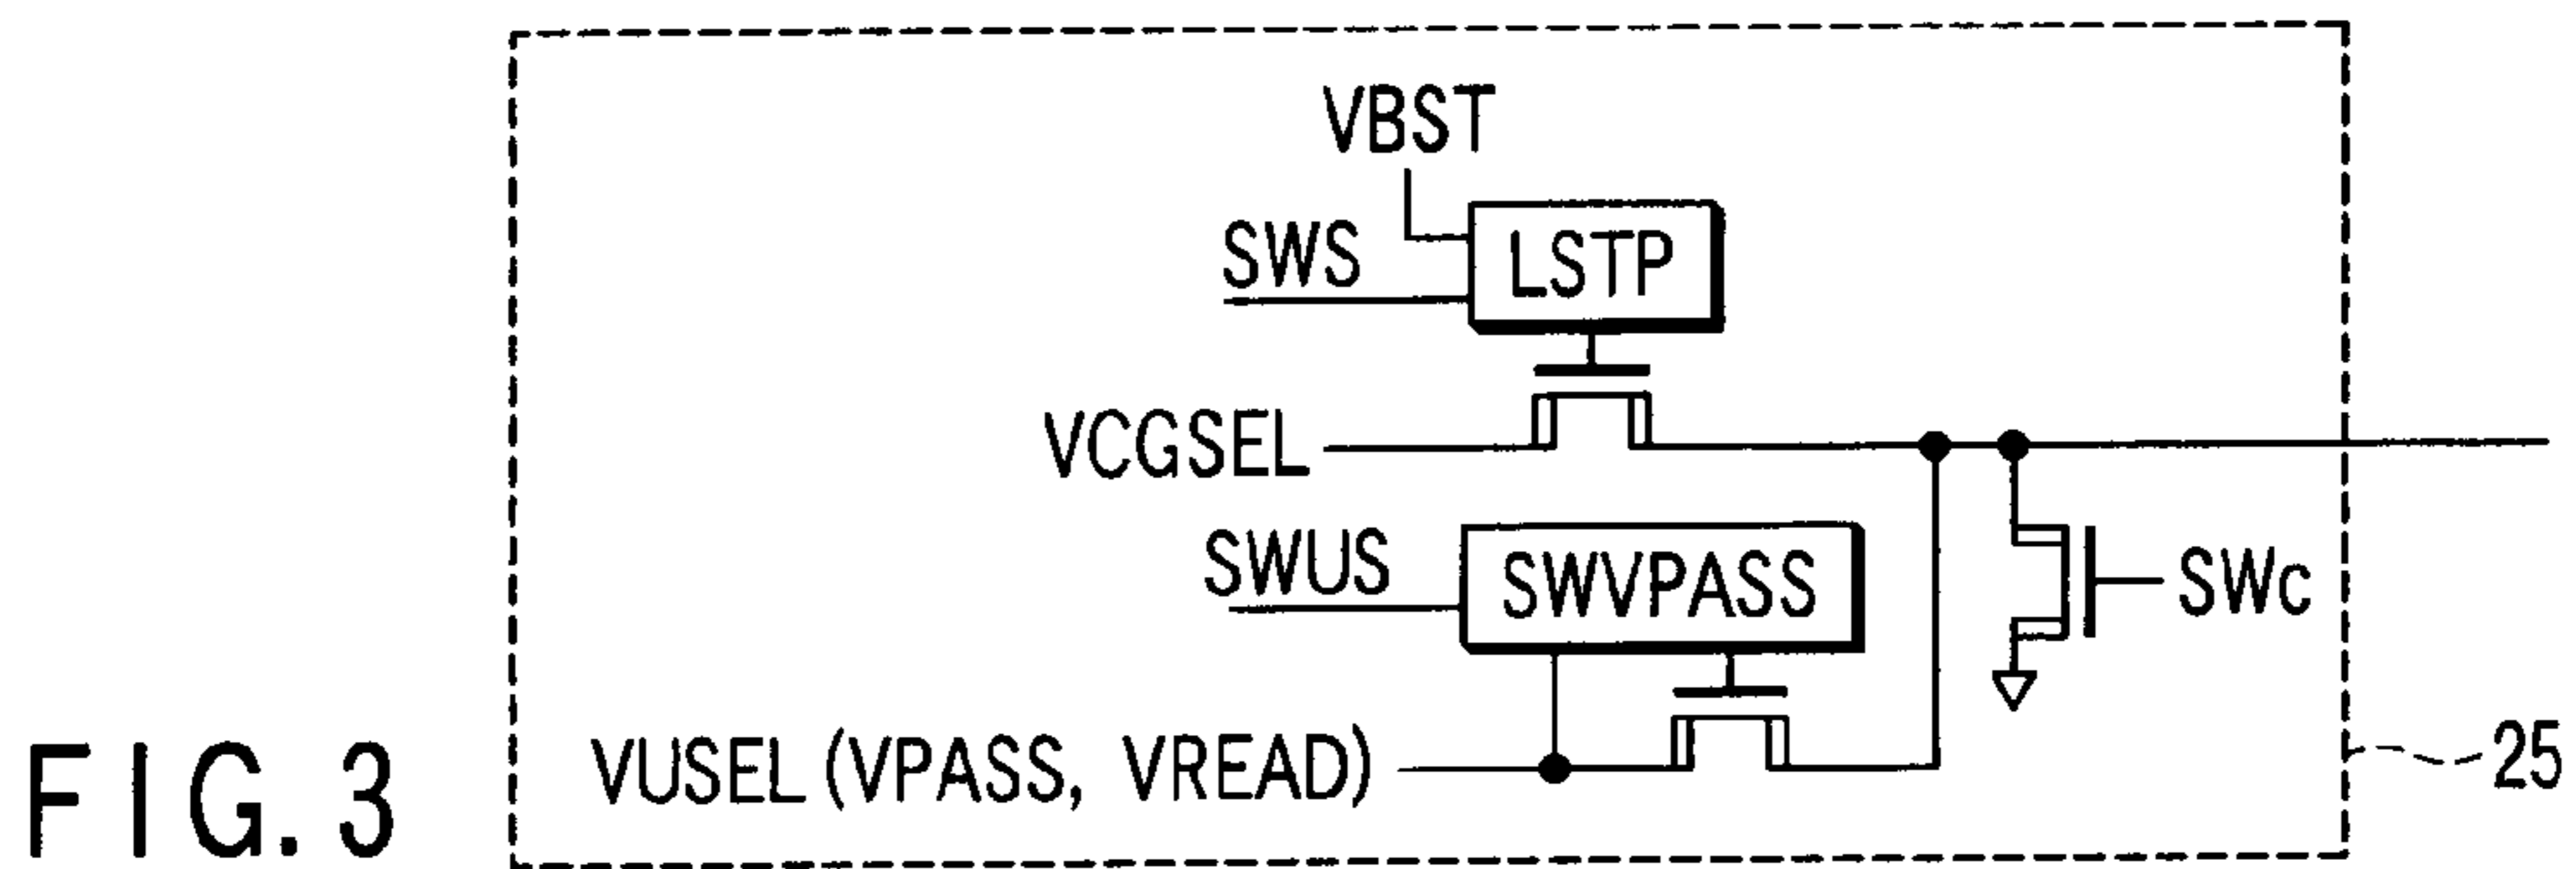 VBST
SWS
LSTP
VCGSEL
SWUS
SWVPASS
SWc
VUSEL (VPASS, VREAD)
25
FIG. 3